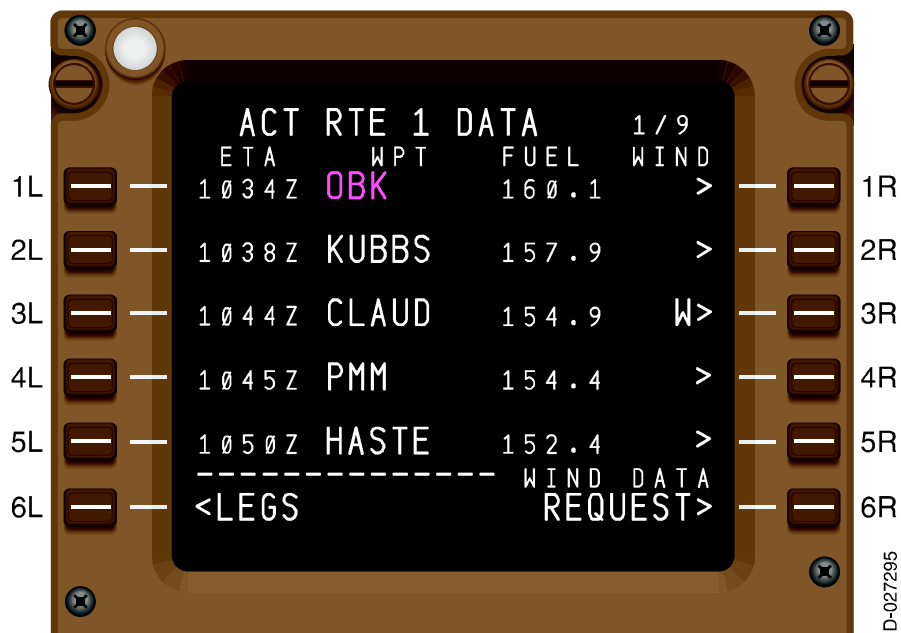 ACT RTE 1 DATA 1/9
ETA WPT FUEL WIND
1L 1034Z OBK 160.1 > 1R
2L 1038Z KUBBS 157.9 > 2R
3L 1044Z CLAUD 154.9 W> 3R
4L 1045Z PMM 154.4 > 4R
5L 1050Z HASTE 152.4 > 5R
-------------- WIND DATA
6L <LEGS REQUEST> 6R
D-027295